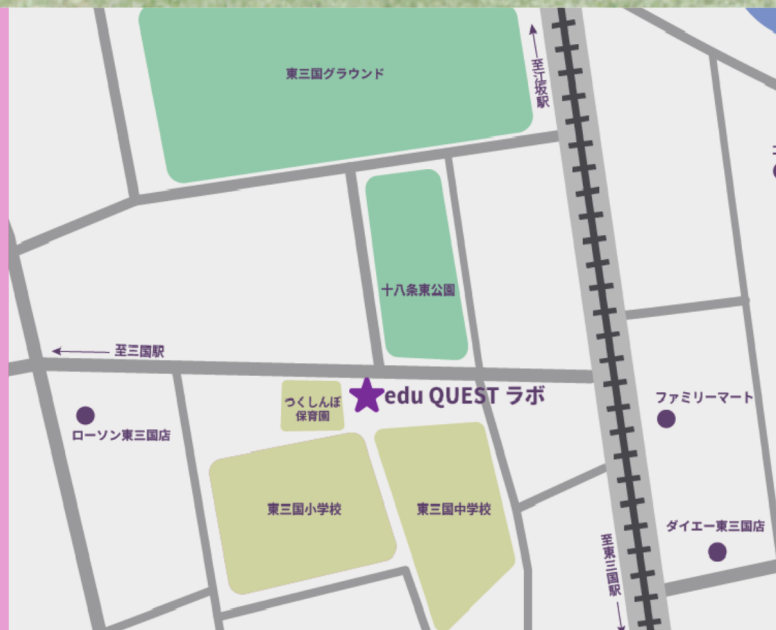 東三国グラウンド
至江坂駅
十八条東公園
至三国駅
つくしんぼ
保育園
edu QUEST ラボ
ファミリーマート
ローソン東三国店
東三国小学校
東三国中学校
ダイエー東三国店
至東三国駅